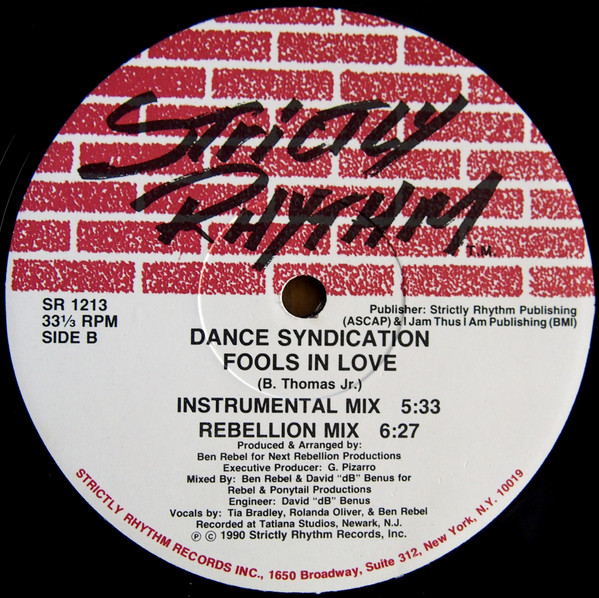 STRICTLY
RHYTHM
T.M.
SR 1213
33⅓ RPM
SIDE B
Publisher: Strictly Rhythm Publishing
(ASCAP) & I Jam Thus I Am Publishing (BMI)
DANCE SYNDICATION
FOOLS IN LOVE
(B. Thomas Jr.)
INSTRUMENTAL MIX 5:33
REBELLION MIX 6:27
Produced & Arranged by:
Ben Rebel for Next Rebellion Productions
Executive Producer: G. Pizarro
Mixed By: Ben Rebel & David "dB" Benus for
Rebel & Ponytail Productions
Engineer: David "dB" Benus
Vocals by: Tia Bradley, Rolanda Oliver, & Ben Rebel
Recorded at Tatiana Studios, Newark, N.J.
Ⓟ © 1990 Strictly Rhythm Records, Inc.
STRICTLY RHYTHM RECORDS INC., 1650 Broadway, Suite 312, New York, N.Y. 10019